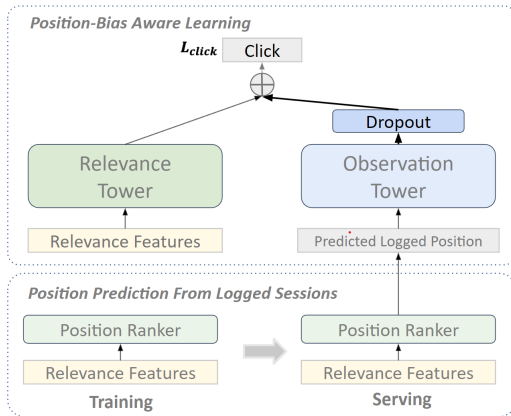 Position-Bias Aware Learning
L_click
Click
Dropout
Relevance
Tower
Observation
Tower
Relevance Features
Predicted Logged Position
Position Prediction From Logged Sessions
Position Ranker
Position Ranker
Relevance Features
Relevance Features
Training
Serving